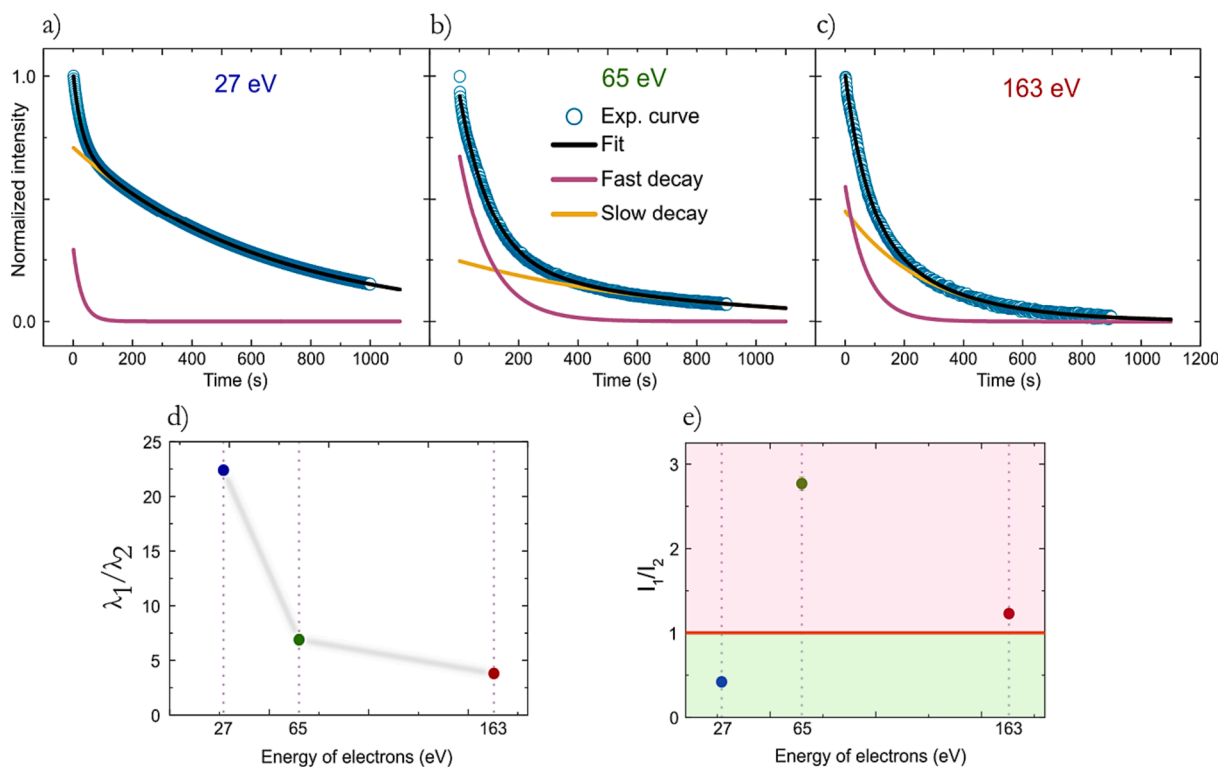 a)
b)
c)
27 eV
65 eV
163 eV
Exp. curve
Fit
Fast decay
Slow decay
Normalized intensity
1.0
0.0
0 200 400 600 800 1000
0 200 400 600 800 1000
0 200 400 600 800 1000 1200
Time (s)
Time (s)
Time (s)
d)
e)
λ1/λ2
25
20
15
10
5
0
27 65 163
Energy of electrons (eV)
I1/I2
3
2
1
0
27 65 163
Energy of electrons (eV)